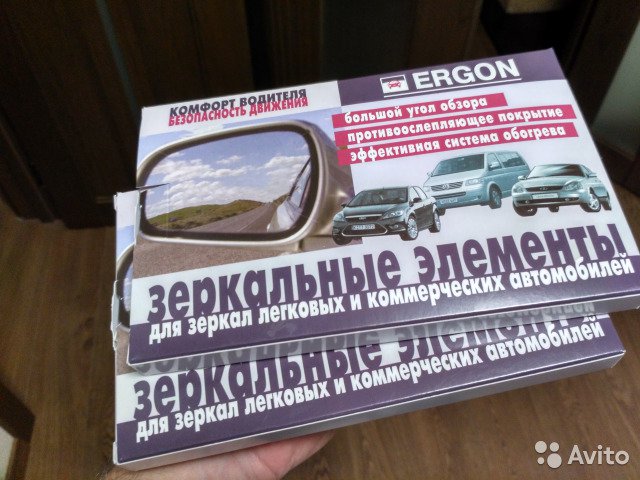 КОМФОРТ ВОДИТЕЛЯ
БЕЗОПАСНОСТЬ ДВИЖЕНИЯ
ERGON
большой угол обзора
противоослепляющее покрытие
эффективная система обогрева
зеркальные элементы
для зеркал легковых и коммерческих автомобилей
зеркальные элементы
для зеркал легковых и коммерческих автомобилей
Avito